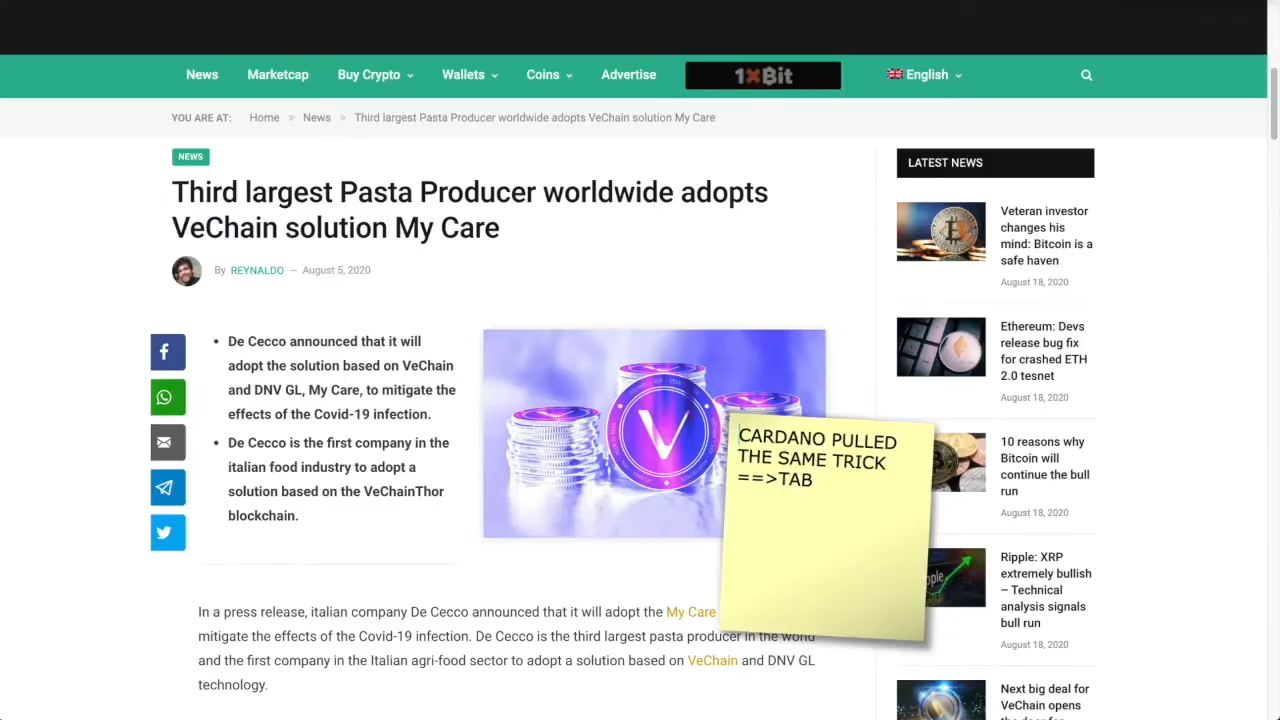 News Marketcap Buy Crypto Wallets Coins Advertise 1xBit English
YOU ARE AT: Home » News » Third largest Pasta Producer worldwide adopts VeChain solution My Care
NEWS
Third largest Pasta Producer worldwide adopts
VeChain solution My Care
By REYNALDO — August 5, 2020
• De Cecco announced that it will
adopt the solution based on VeChain
and DNV GL, My Care, to mitigate the
effects of the Covid-19 infection.
• De Cecco is the first company in the
italian food industry to adopt a
solution based on the VeChainThor
blockchain.
CARDANO PULLED
THE SAME TRICK
==>TAB
In a press release, italian company De Cecco announced that it will adopt the My Care
mitigate the effects of the Covid-19 infection. De Cecco is the third largest pasta producer in the world
and the first company in the Italian agri-food sector to adopt a solution based on VeChain and DNV GL
technology.
LATEST NEWS
Veteran investor
changes his
mind: Bitcoin is a
safe haven
August 18, 2020
Ethereum: Devs
release bug fix
for crashed ETH
2.0 tesnet
August 18, 2020
10 reasons why
Bitcoin will
continue the bull
run
August 18, 2020
Ripple: XRP
extremely bullish
– Technical
analysis signals
bull run
August 18, 2020
Next big deal for
VeChain opens